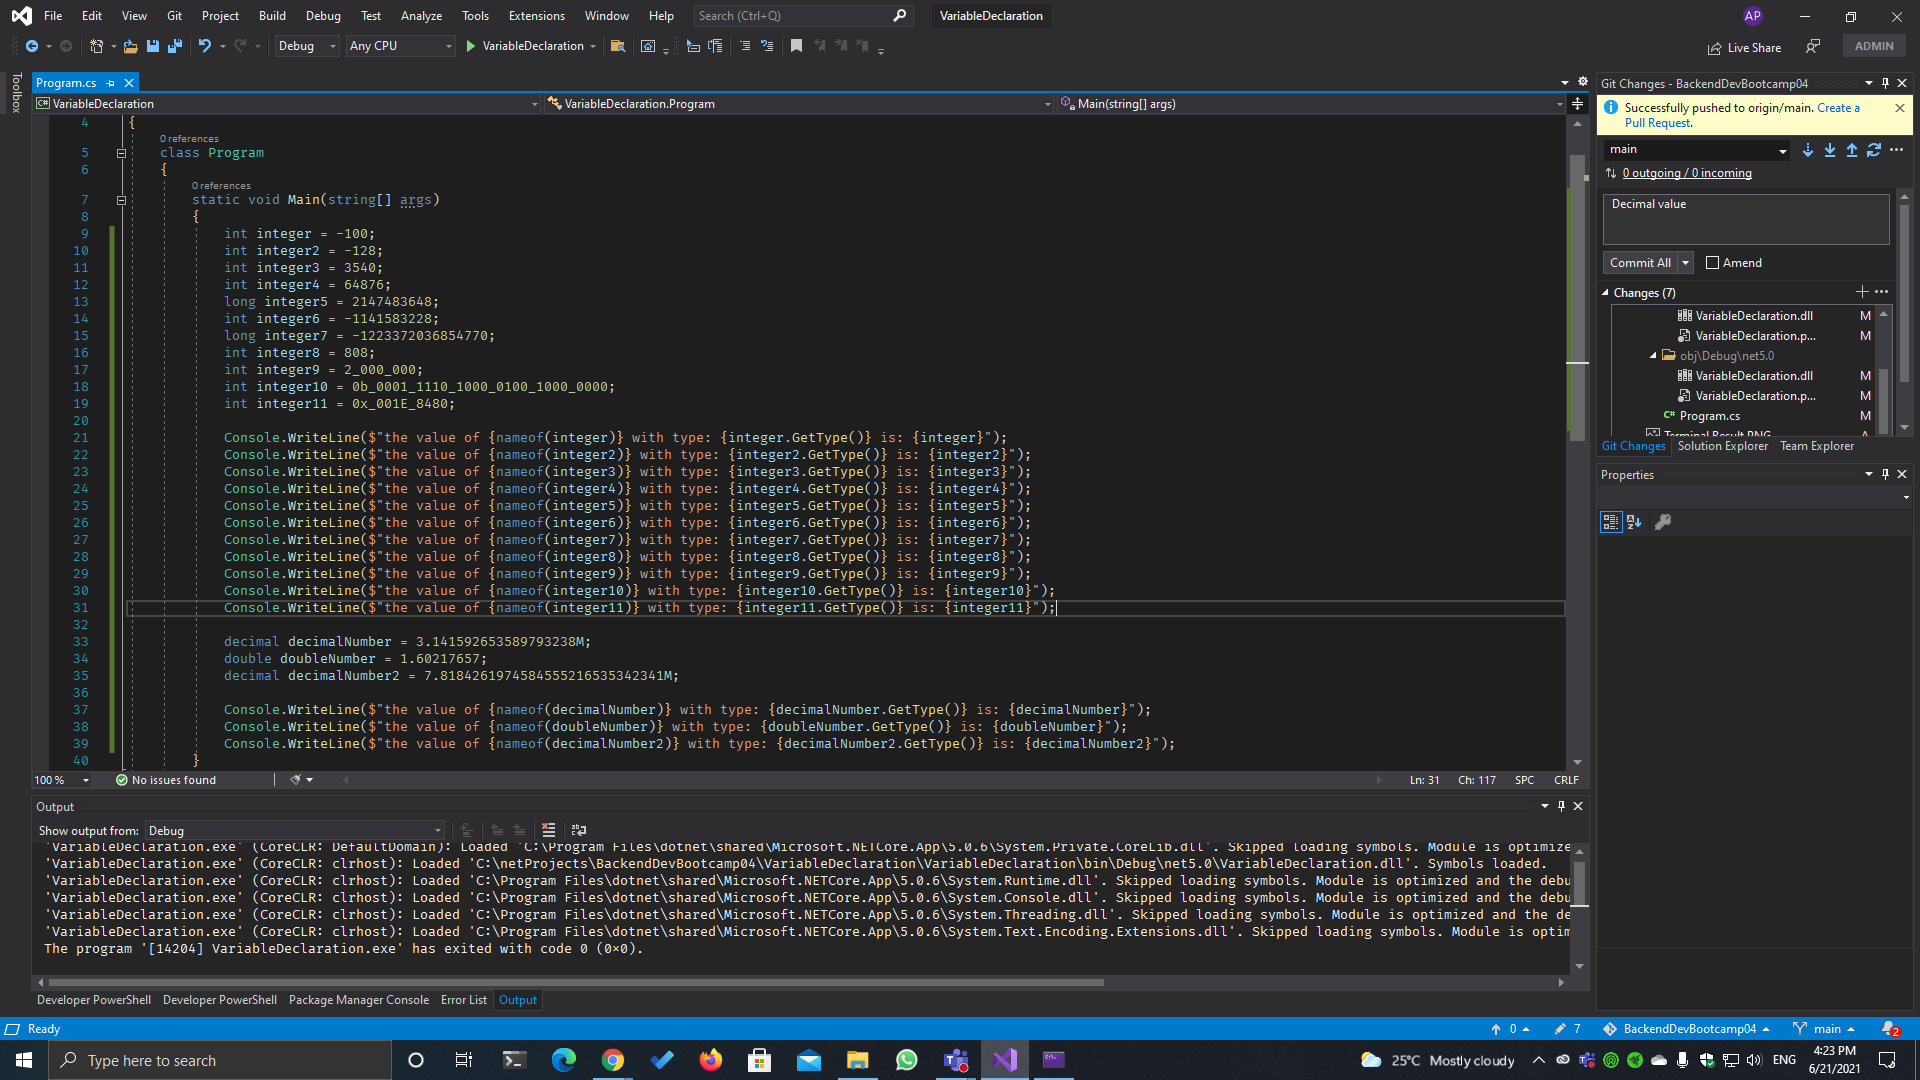 File Edit View Git Project Build Debug Test Analyze Tools Extensions Window Help Search (Ctrl+Q) VariableDeclaration AP
Debug Any CPU VariableDeclaration Live Share ADMIN
Toolbox
Program.cs
VariableDeclaration VariableDeclaration.Program Main(string[] args)
4 {
0 references
5 class Program
6 {
0 references
7 static void Main(string[] args)
8 {
9 int integer = -100;
10 int integer2 = -128;
11 int integer3 = 3540;
12 int integer4 = 64876;
13 long integer5 = 2147483648;
14 int integer6 = -1141583228;
15 long integer7 = -1223372036854770;
16 int integer8 = 808;
17 int integer9 = 2_000_000;
18 int integer10 = 0b_0001_1110_1000_0100_1000_0000;
19 int integer11 = 0x_001E_8480;
20
21 Console.WriteLine($"the value of {nameof(integer)} with type: {integer.GetType()} is: {integer}");
22 Console.WriteLine($"the value of {nameof(integer2)} with type: {integer2.GetType()} is: {integer2}");
23 Console.WriteLine($"the value of {nameof(integer3)} with type: {integer3.GetType()} is: {integer3}");
24 Console.WriteLine($"the value of {nameof(integer4)} with type: {integer4.GetType()} is: {integer4}");
25 Console.WriteLine($"the value of {nameof(integer5)} with type: {integer5.GetType()} is: {integer5}");
26 Console.WriteLine($"the value of {nameof(integer6)} with type: {integer6.GetType()} is: {integer6}");
27 Console.WriteLine($"the value of {nameof(integer7)} with type: {integer7.GetType()} is: {integer7}");
28 Console.WriteLine($"the value of {nameof(integer8)} with type: {integer8.GetType()} is: {integer8}");
29 Console.WriteLine($"the value of {nameof(integer9)} with type: {integer9.GetType()} is: {integer9}");
30 Console.WriteLine($"the value of {nameof(integer10)} with type: {integer10.GetType()} is: {integer10}");
31 Console.WriteLine($"the value of {nameof(integer11)} with type: {integer11.GetType()} is: {integer11}");
32
33 decimal decimalNumber = 3.141592653589793238M;
34 double doubleNumber = 1.60217657;
35 decimal decimalNumber2 = 7.8184261974584555216535342341M;
36
37 Console.WriteLine($"the value of {nameof(decimalNumber)} with type: {decimalNumber.GetType()} is: {decimalNumber}");
38 Console.WriteLine($"the value of {nameof(doubleNumber)} with type: {doubleNumber.GetType()} is: {doubleNumber}");
39 Console.WriteLine($"the value of {nameof(decimalNumber2)} with type: {decimalNumber2.GetType()} is: {decimalNumber2}");
40 }
100 % No issues found Ln: 31 Ch: 117 SPC CRLF
Output
Show output from: Debug
'VariableDeclaration.exe' (CoreCLR: DefaultDomain): Loaded 'C:\Program Files\dotnet\shared\Microsoft.NETCore.App\5.0.6\System.Private.CoreLib.dll'. Skipped loading symbols. Module is optimize
'VariableDeclaration.exe' (CoreCLR: clrhost): Loaded 'C:\netProjects\BackendDevBootcamp04\VariableDeclaration\VariableDeclaration\bin\Debug\net5.0\VariableDeclaration.dll'. Symbols loaded.
'VariableDeclaration.exe' (CoreCLR: clrhost): Loaded 'C:\Program Files\dotnet\shared\Microsoft.NETCore.App\5.0.6\System.Runtime.dll'. Skipped loading symbols. Module is optimized and the debu
'VariableDeclaration.exe' (CoreCLR: clrhost): Loaded 'C:\Program Files\dotnet\shared\Microsoft.NETCore.App\5.0.6\System.Console.dll'. Skipped loading symbols. Module is optimized and the debu
'VariableDeclaration.exe' (CoreCLR: clrhost): Loaded 'C:\Program Files\dotnet\shared\Microsoft.NETCore.App\5.0.6\System.Threading.dll'. Skipped loading symbols. Module is optimized and the de
'VariableDeclaration.exe' (CoreCLR: clrhost): Loaded 'C:\Program Files\dotnet\shared\Microsoft.NETCore.App\5.0.6\System.Text.Encoding.Extensions.dll'. Skipped loading symbols. Module is optim
The program '[14204] VariableDeclaration.exe' has exited with code 0 (0x0).
Developer PowerShell Developer PowerShell Package Manager Console Error List Output
Git Changes - BackendDevBootcamp04
Successfully pushed to origin/main. Create a
Pull Request.
main
0 outgoing / 0 incoming
Decimal value
Commit All Amend
Changes (7)
VariableDeclaration.dll M
VariableDeclaration.p... M
obj\Debug\net5.0
VariableDeclaration.dll M
VariableDeclaration.p... M
C# Program.cs M
Terminal Result.PNG A
Git Changes Solution Explorer Team Explorer
Properties
Ready 0 7 BackendDevBootcamp04 main 2
Type here to search 25°C Mostly cloudy ENG 4:23 PM
6/21/2021